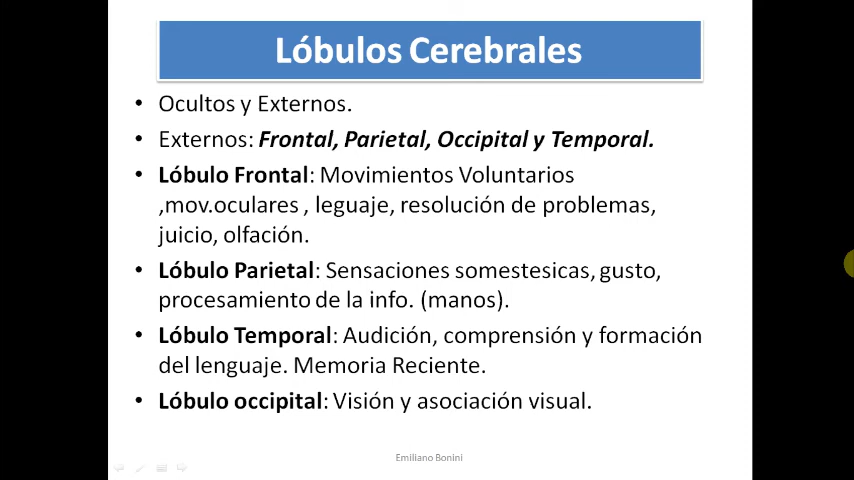 Lóbulos Cerebrales
• Ocultos y Externos.
• Externos: Frontal, Parietal, Occipital y Temporal.
• Lóbulo Frontal: Movimientos Voluntarios
,mov.oculares , leguaje, resolución de problemas,
juicio, olfación.
• Lóbulo Parietal: Sensaciones somestesicas, gusto,
procesamiento de la info. (manos).
• Lóbulo Temporal: Audición, comprensión y formación
del lenguaje. Memoria Reciente.
• Lóbulo occipital: Visión y asociación visual.
Emiliano Bonini